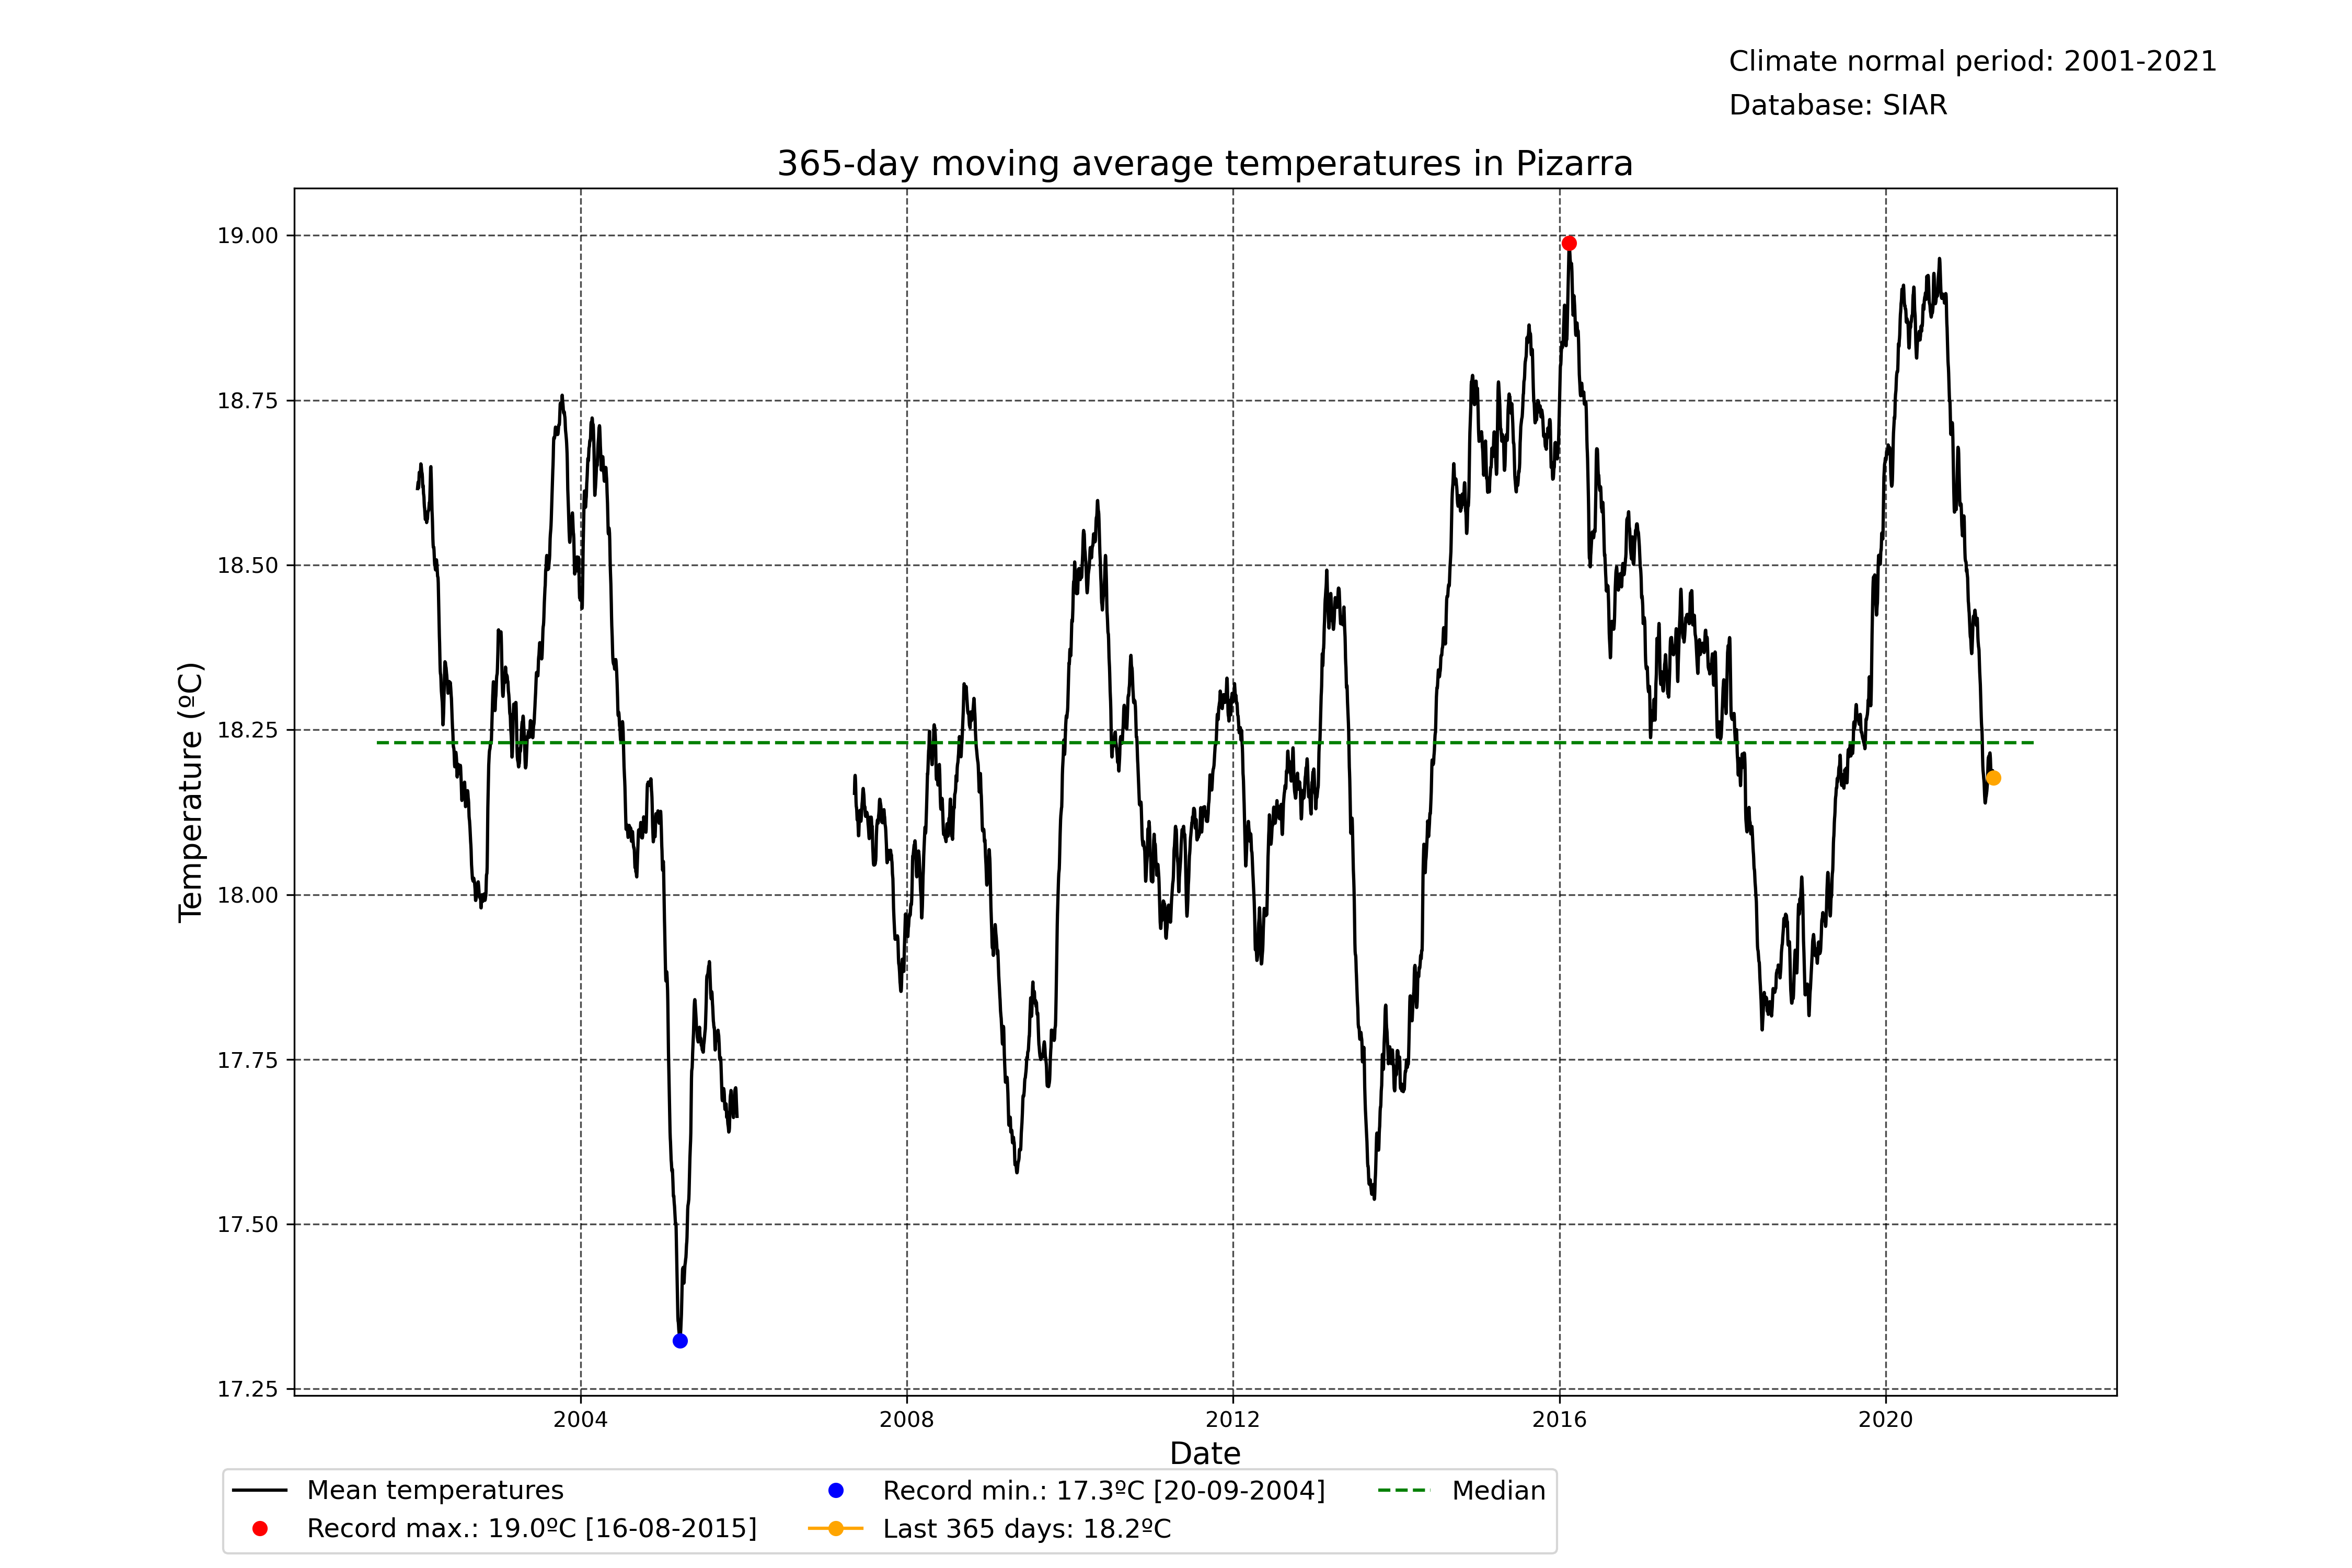 Climate normal period: 2001-2021
Database: SIAR
365-day moving average temperatures in Pizarra
Temperature (ºC)
19.00
18.75
18.50
18.25
18.00
17.75
17.50
17.25
2004
2008
2012
2016
2020
Date
Mean temperatures
Record max.: 19.0ºC [16-08-2015]
Record min.: 17.3ºC [20-09-2004]
Last 365 days: 18.2ºC
Median